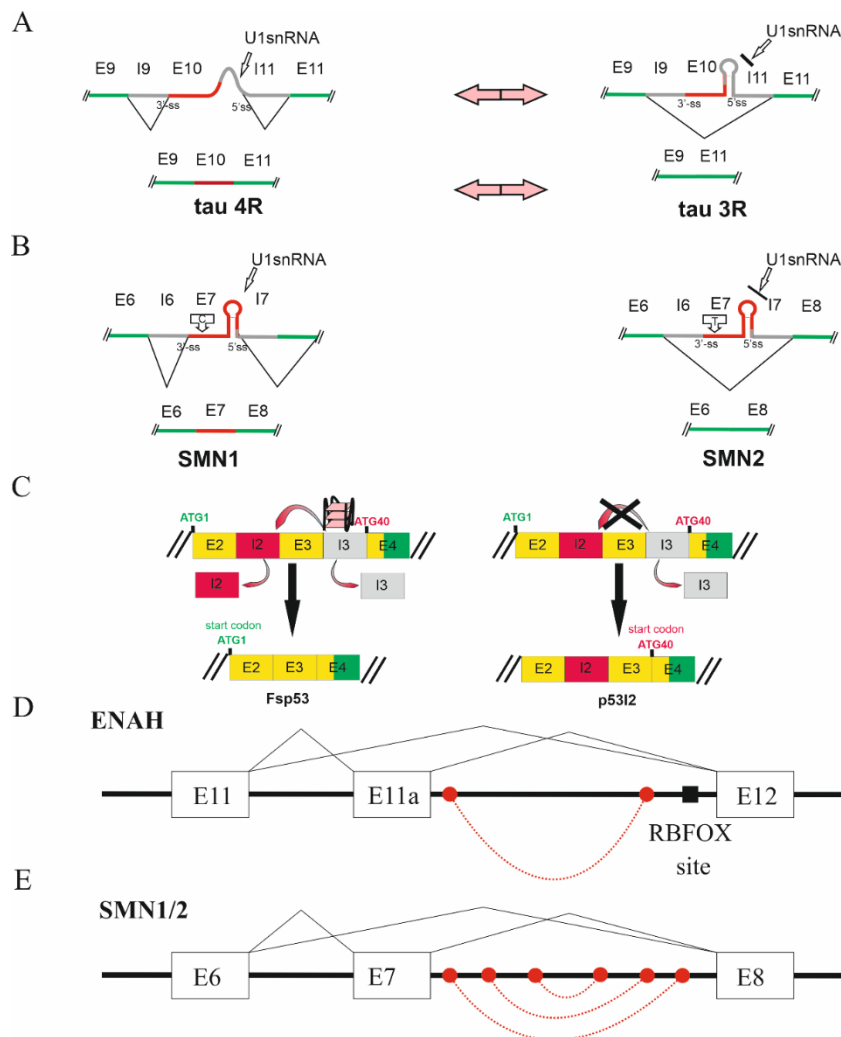 A
U1snRNA
E9 I9 E10 I11 E11
3'-ss 5'ss
E9 E10 E11
tau 4R
U1snRNA
E9 I9 E10 I11 E11
3'-ss 5'ss
E9 E11
tau 3R
B
U1snRNA
E6 I6 E7 I7
C
3'-ss 5'ss
E6 E7 E8
SMN1
U1snRNA
E6 I6 E7 I7 E8
T
3'-ss 5'ss
E6 E8
SMN2
C
ATG1 ATG40
E2 I2 E3 I3 E4
I2 I3
start codon
ATG1
E2 E3 E4
Fsp53
ATG1 ATG40
E2 I2 E3 I3 E4
I3
start codon
ATG40
E2 I2 E3 E4
p53I2
D
ENAH
E11 E11a E12
RBFOX
site
E
SMN1/2
E6 E7 E8